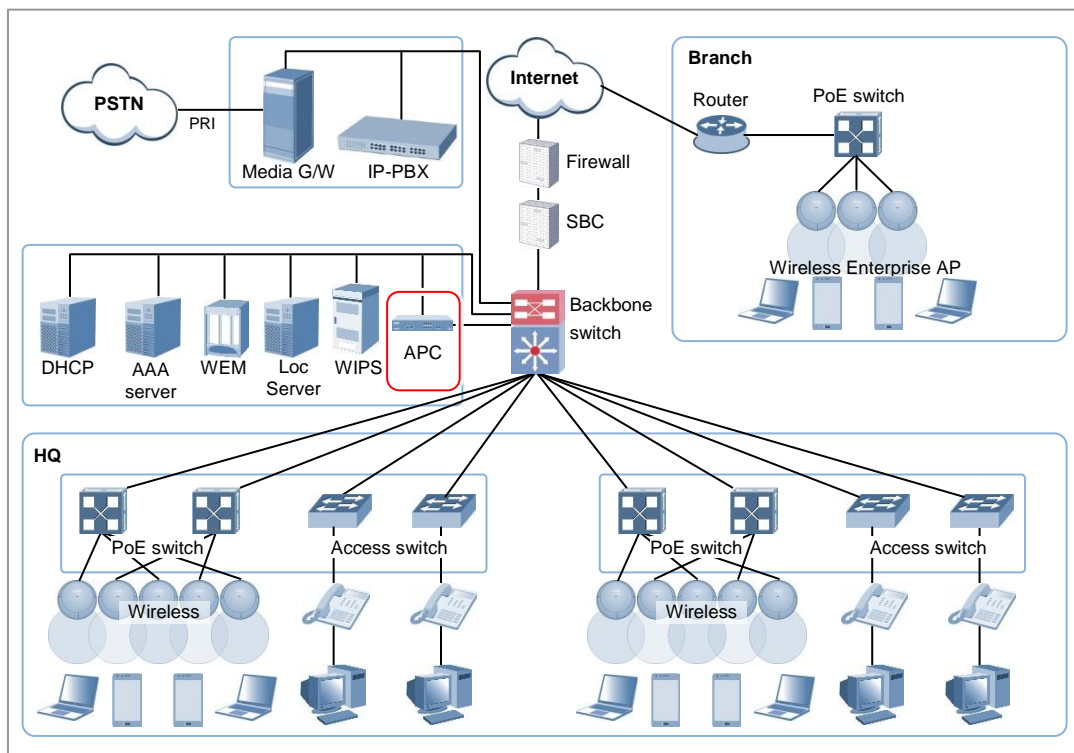 PSTN
PRI
Media G/W
IP-PBX
Internet
Firewall
SBC
Branch
Router
PoE switch
Wireless Enterprise AP
DHCP
AAA
server
WEM
Loc
Server
WIPS
APC
Backbone
switch
HQ
PoE switch
Access switch
Wireless
PoE switch
Access switch
Wireless